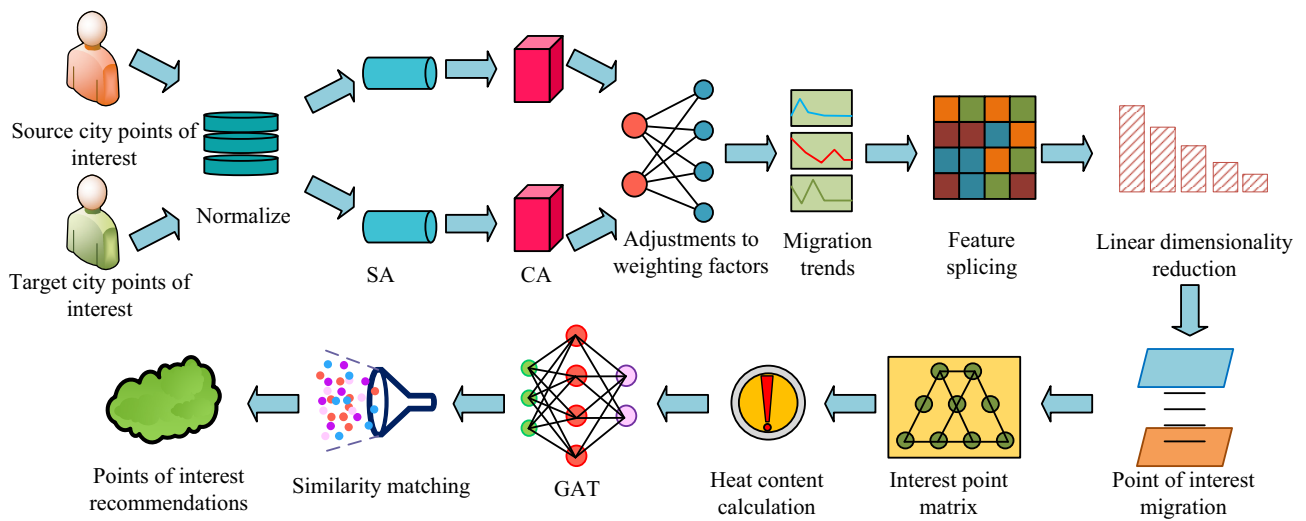 Source city points of
interest
Target city points of
interest
Normalize
SA
CA
Adjustments to
weighting factors
Migration
trends
Feature
splicing
Linear dimensionality
reduction
Points of interest
recommendations
Similarity matching
GAT
Heat content
calculation
Interest point
matrix
Point of interest
migration